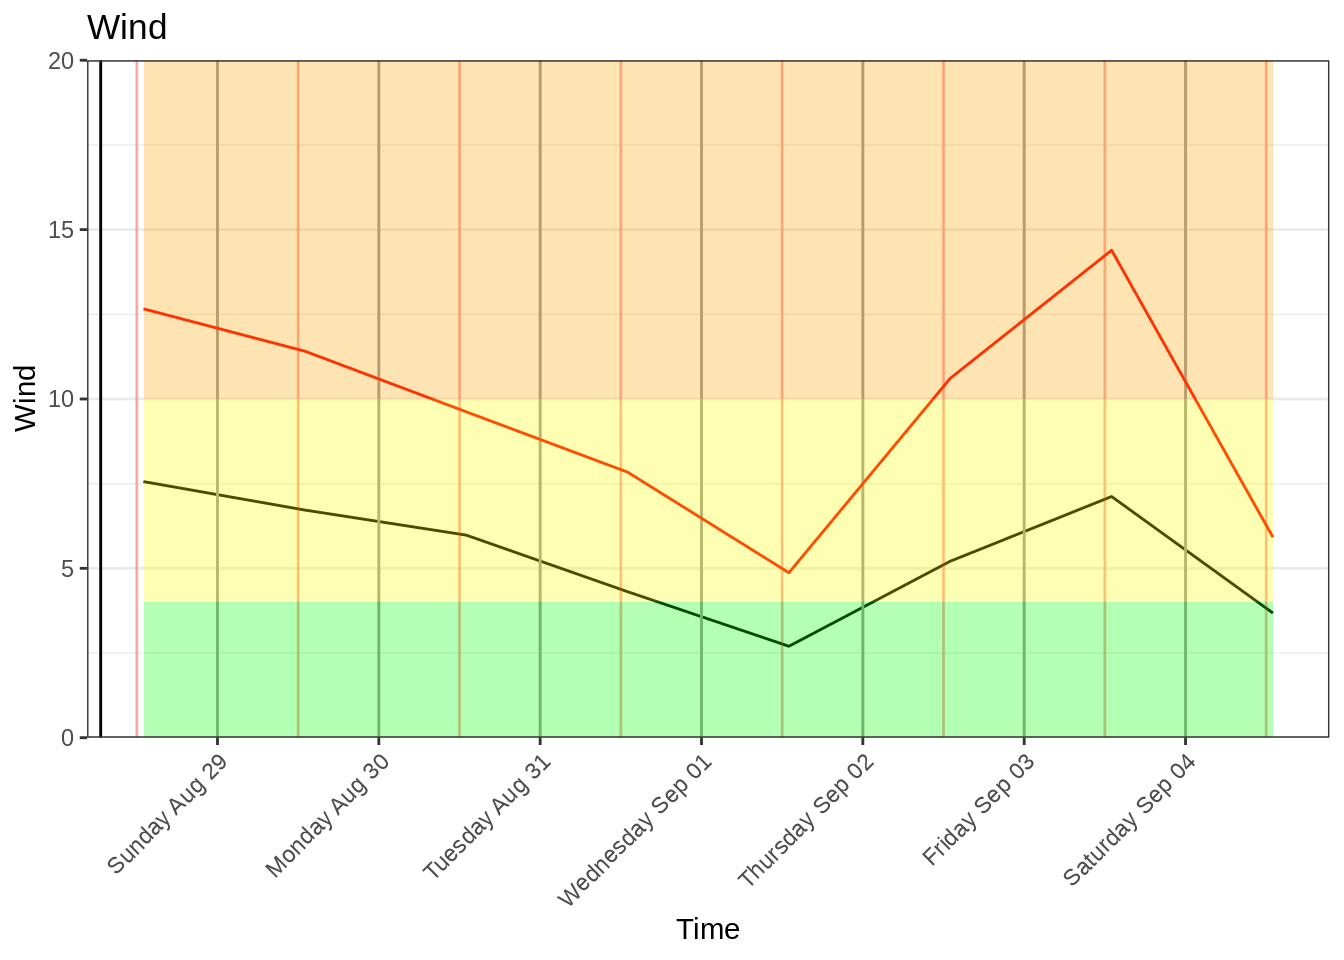 Wind
20
15
10
5
0
Wind
Sunday Aug 29
Monday Aug 30
Tuesday Aug 31
Wednesday Sep 01
Thursday Sep 02
Friday Sep 03
Saturday Sep 04
Time